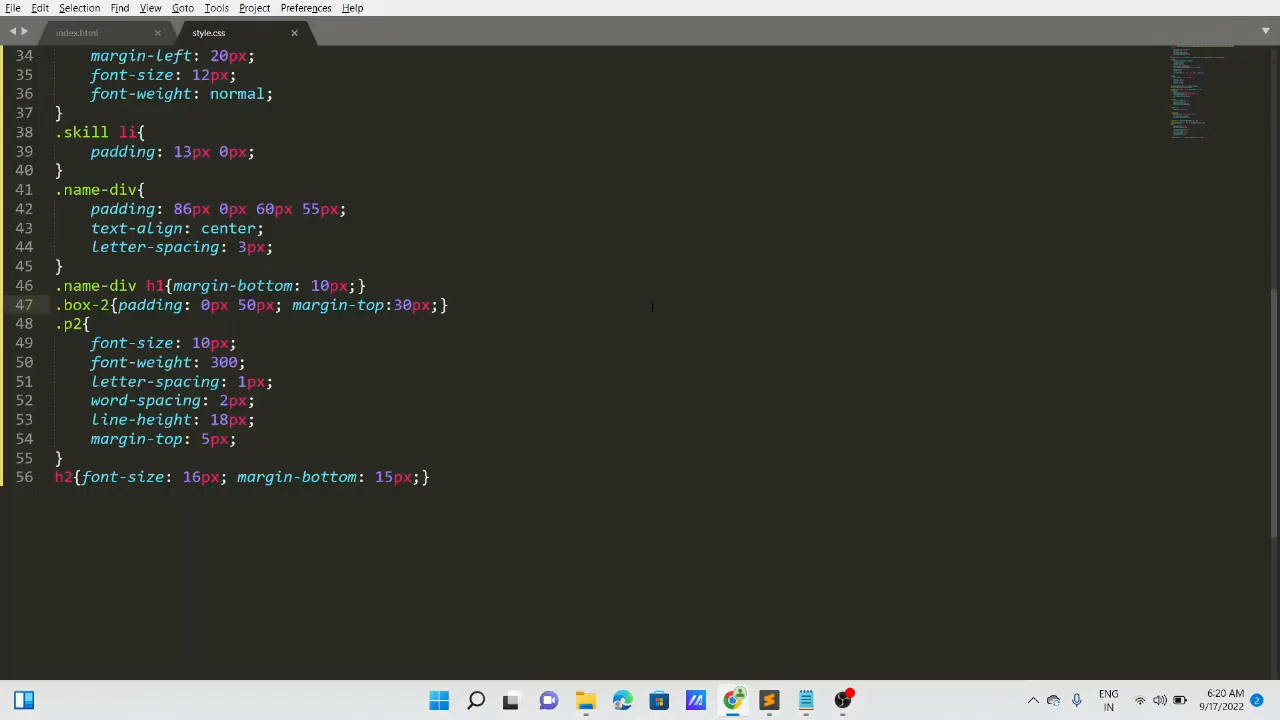 File Edit Selection Find View Goto Tools Project Preferences Help
index.html × style.css ×
34 margin-left: 20px;
35 font-size: 12px;
36 font-weight: normal;
37 }
38 .skill li{
39 padding: 13px 0px;
40 }
41 .name-div{
42 padding: 86px 0px 60px 55px;
43 text-align: center;
44 letter-spacing: 3px;
45 }
46 .name-div h1{margin-bottom: 10px;}
47 .box-2{padding: 0px 50px; margin-top:30px;}
48 .p2{
49 font-size: 10px;
50 font-weight: 300;
51 letter-spacing: 1px;
52 word-spacing: 2px;
53 line-height: 18px;
54 margin-top: 5px;
55 }
56 h2{font-size: 16px; margin-bottom: 15px;}
ENG 6:20 AM
IN 9/17/2022 2